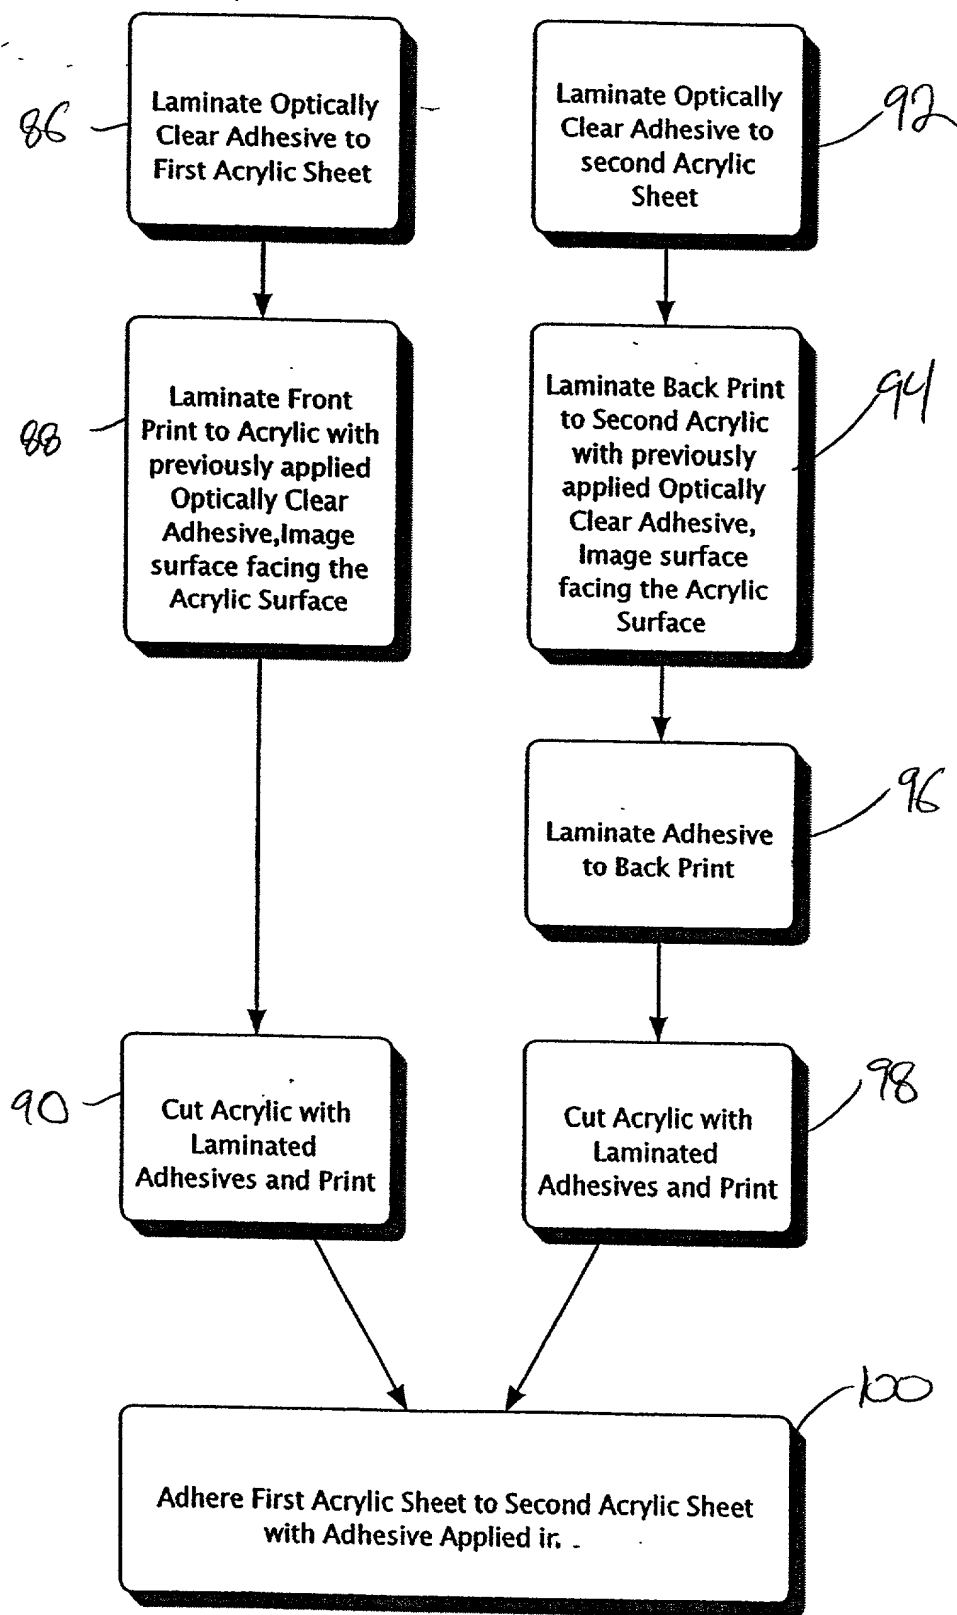 Laminate Optically
Clear Adhesive to
First Acrylic Sheet
86
Laminate Optically
Clear Adhesive to
second Acrylic
Sheet
92
Laminate Front
Print to Acrylic with
previously applied
Optically Clear
Adhesive,Image
surface facing the
Acrylic Surface
88
Laminate Back Print
to Second Acrylic
with previously
applied Optically
Clear Adhesive,
Image surface
facing the Acrylic
Surface
94
Laminate Adhesive
to Back Print
96
Cut Acrylic with
Laminated
Adhesives and Print
90
Cut Acrylic with
Laminated
Adhesives and Print
98
Adhere First Acrylic Sheet to Second Acrylic Sheet
with Adhesive Applied
100